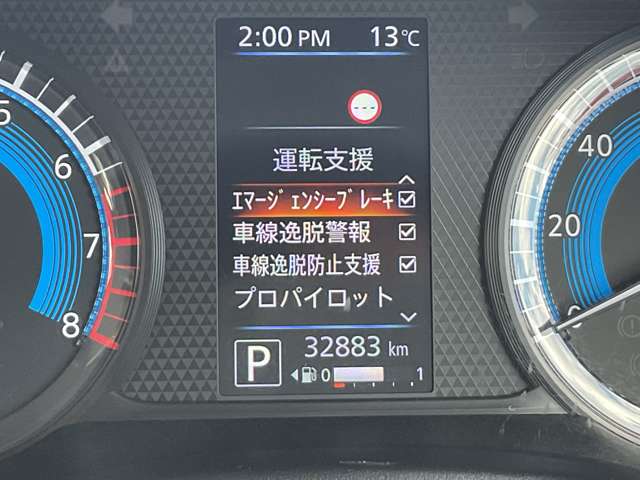 2:00 PM 13℃
---
運転支援
エマージェンシーブレーキ
車線逸脱警報
車線逸脱防止支援
プロパイロット
P 32883 km
0 1
5
6
7
8
40
20
0